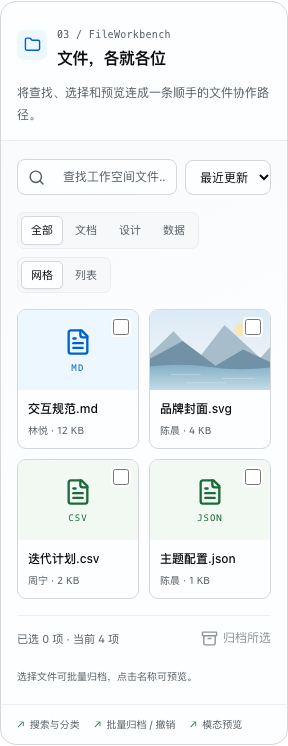 03 / FileWorkbench
文件，各就各位
将查找、选择和预览连成一条顺手的文件协作路
径。
查找工作空间文件..
最近更新
全部 文档 设计 数据
网格 列表
MD
交互规范.md
林悦 · 12 KB
品牌封面.svg
陈晨 · 4 KB
CSV
迭代计划.csv
周宁 · 2 KB
JSON
主题配置.json
陈晨 · 1 KB
已选 0 项 · 当前 4 项
归档所选
选择文件可批量归档，点击名称可预览。
搜索与分类 批量归档 / 撤销 模态预览